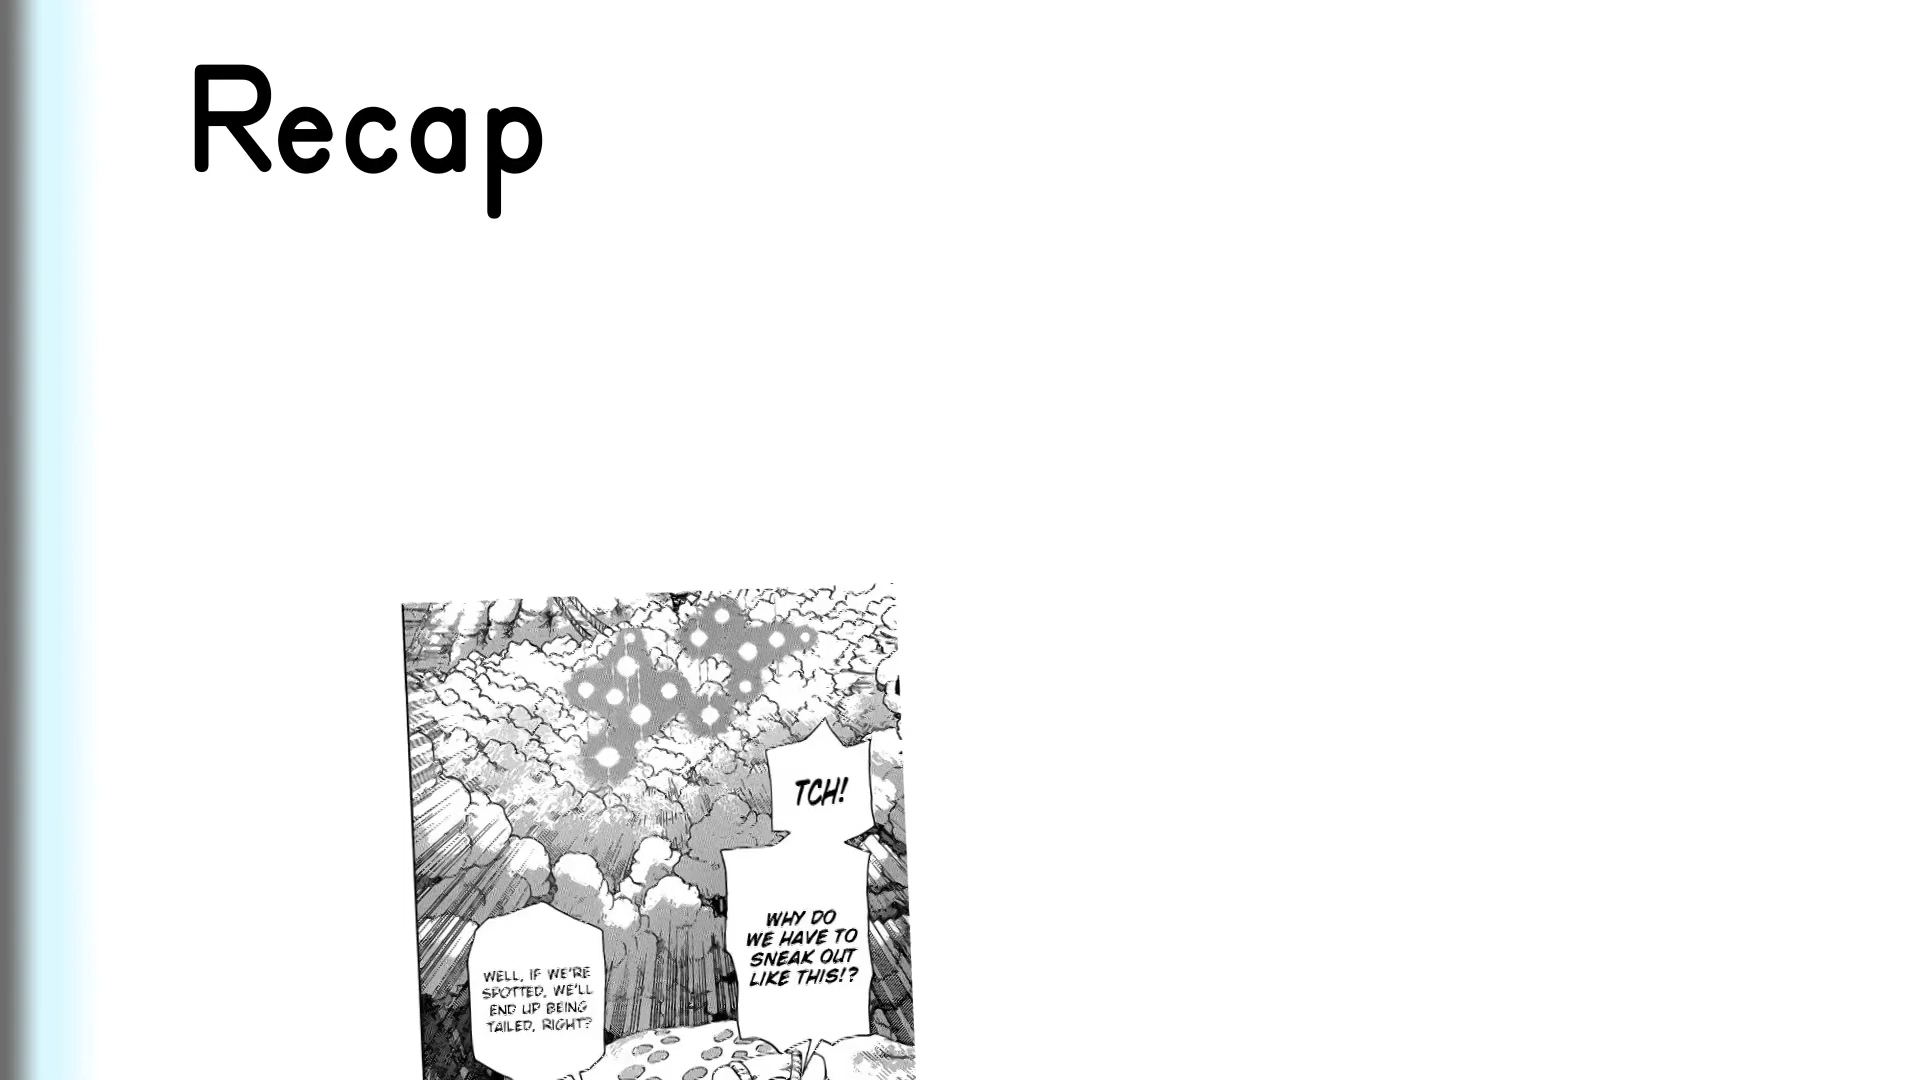 Recap
TCH!
WHY DO
WE HAVE TO
SNEAK OUT
LIKE THIS!?
WELL, IF WE'RE
SPOTTED, WE'LL
END UP BEING
TAILED, RIGHT?